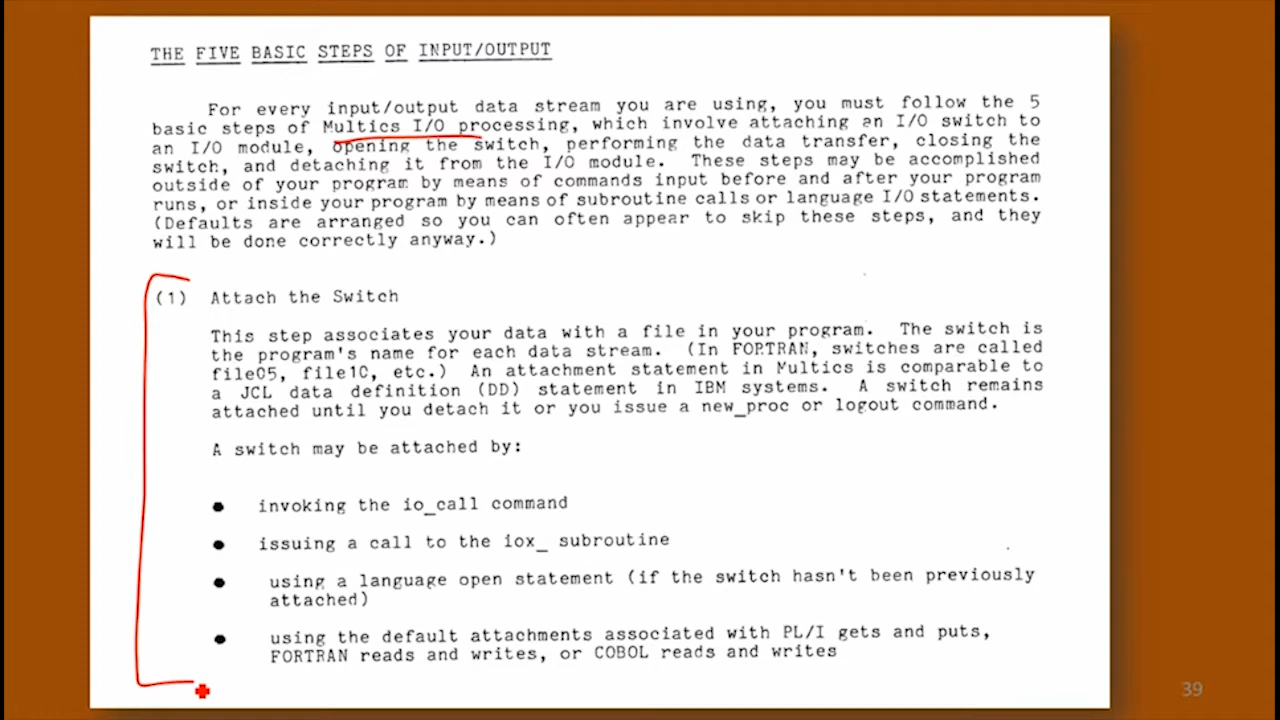 THE FIVE BASIC STEPS OF INPUT/OUTPUT
For every input/output data stream you are using, you must follow the 5
basic steps of Multics I/O processing, which involve attaching an I/O switch to
an I/O module, opening the switch, performing the data transfer, closing the
switch, and detaching it from the I/O module. These steps may be accomplished
outside of your program by means of commands input before and after your program
runs, or inside your program by means of subroutine calls or language I/O statements.
(Defaults are arranged so you can often appear to skip these steps, and they
will be done correctly anyway.)
(1) Attach the Switch
This step associates your data with a file in your program. The switch is
the program's name for each data stream. (In FORTRAN, switches are called
file05, file10, etc.) An attachment statement in Multics is comparable to
a JCL data definition (DD) statement in IBM systems. A switch remains
attached until you detach it or you issue a new_proc or logout command.
A switch may be attached by:
● invoking the io_call command
● issuing a call to the iox_ subroutine
● using a language open statement (if the switch hasn't been previously
attached)
● using the default attachments associated with PL/I gets and puts,
FORTRAN reads and writes, or COBOL reads and writes
39